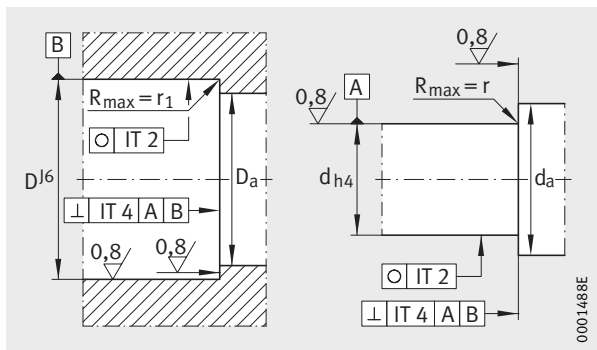 B
R max = r 1
○ IT 2
D J6
D a
⊥ IT 4 A B
0,8
0,8
0,8
R max = r
0,8
A
d h4
d a
○ IT 2
⊥ IT 4 A B
0001488E